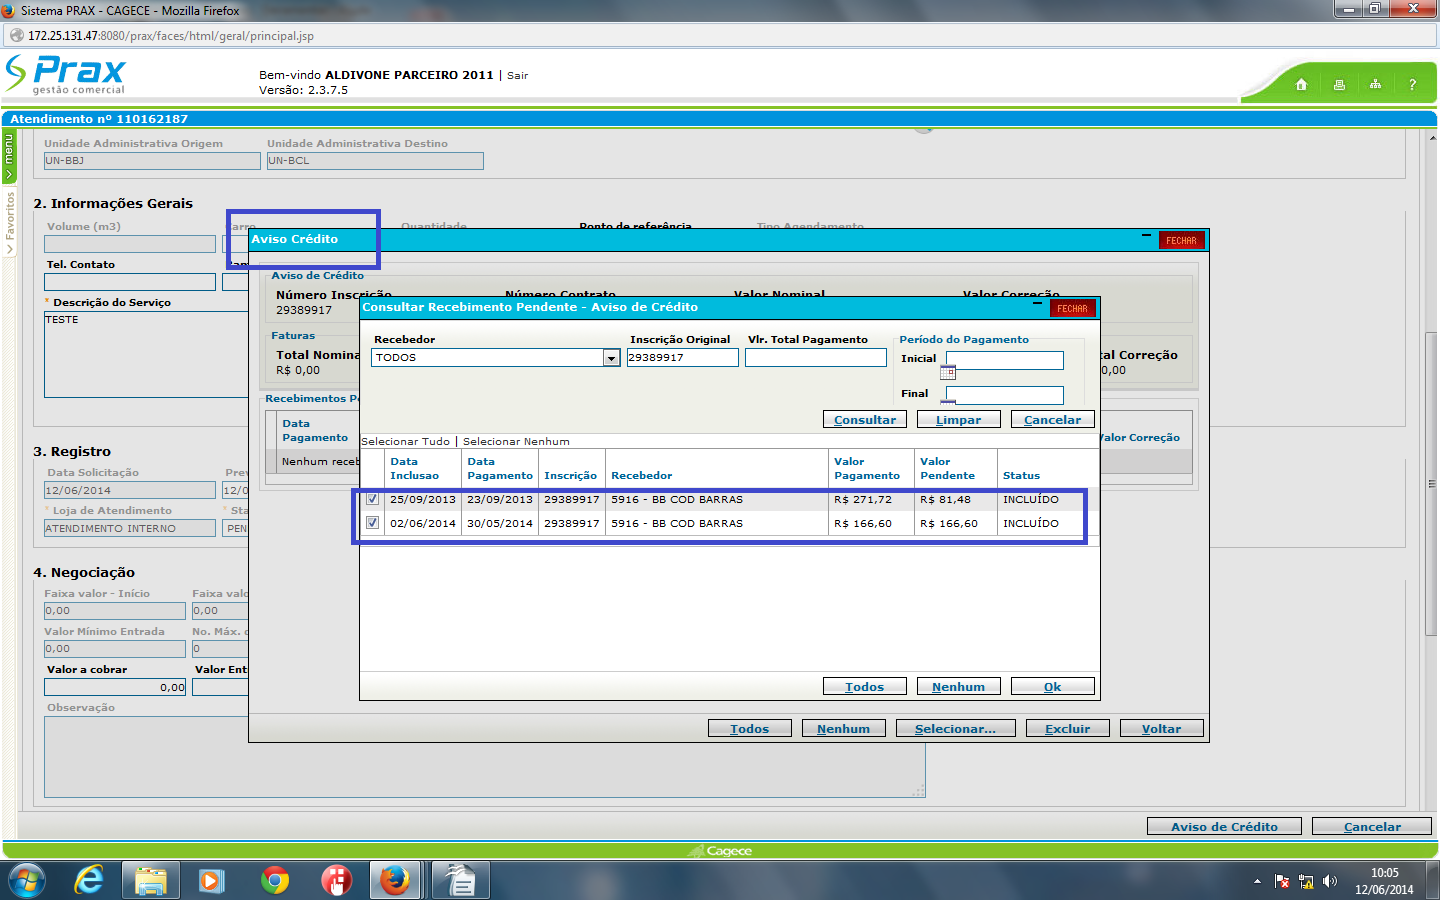 Sistema PRAX - CAGECE - Mozilla Firefox
172.25.131.47:8080/prax/faces/html/geral/principal.jsp
Prax
gestão comercial
Bem-vindo ALDIVONE PARCEIRO 2011 | Sair
Versão: 2.3.7.5
?
Atendimento nº 110162187
menu
Favoritos
Unidade Administrativa Origem Unidade Administrativa Destino
UN-BBJ UN-BCL
2. Informações Gerais
Volume (m3) Carro Quantidade Ponto de referência Tipo Agendamento
Tel. Contato
* Descrição do Serviço
TESTE
3. Registro
Data Solicitação
12/06/2014
* Loja de Atendimento
ATENDIMENTO INTERNO PEN
4. Negociação
Faixa valor - Início
0,00 0,00
Valor Mínimo Entrada
0,00 0
Valor a cobrar
0,00
Observação
Aviso Crédito FECHAR
Aviso de Crédito
Número Inscrição Número Contrato Valor Nominal Valor Correção
29389917
Faturas
Total Nomina tal Correção
R$ 0,00 0,00
Recebimentos Pe
Data Pagamento Valor Correção
Nenhum receb
Consultar Recebimento Pendente - Aviso de Crédito FECHAR
Recebedor Inscrição Original Vlr. Total Pagamento Período do Pagamento
TODOS 29389917 Inicial
Final
Consultar Limpar Cancelar
Selecionar Tudo | Selecionar Nenhum
Data Inclusao Data Pagamento Inscrição Recebedor Valor Pagamento Valor Pendente Status
25/09/2013 23/09/2013 29389917 5916 - BB COD BARRAS R$ 271,72 R$ 81,48 INCLUÍDO
02/06/2014 30/05/2014 29389917 5916 - BB COD BARRAS R$ 166,60 R$ 166,60 INCLUÍDO
Todos Nenhum Ok
Todos Nenhum Selecionar... Excluir Voltar
Aviso de Crédito Cancelar
Cagece
10:05
12/06/2014